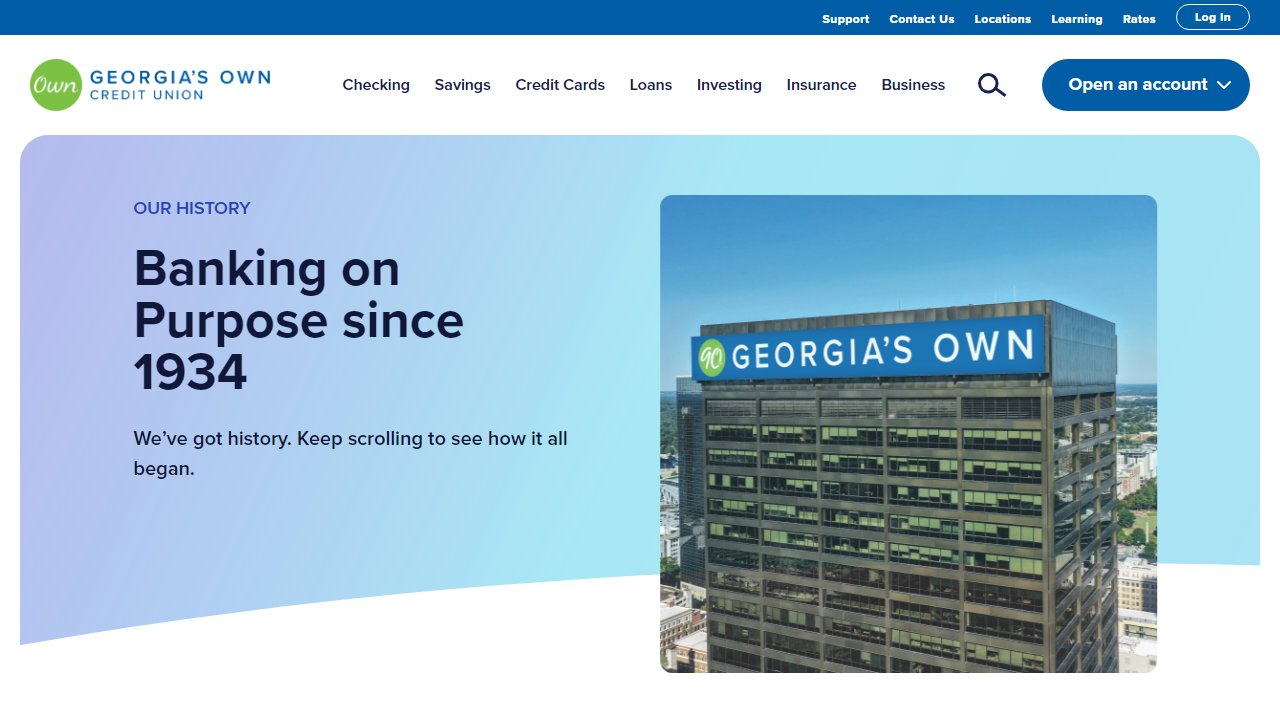 Support Contact Us Locations Learning Rates Log In
Own GEORGIA'S OWN
CREDIT UNION
Checking Savings Credit Cards Loans Investing Insurance Business Open an account
OUR HISTORY
Banking on
Purpose since
1934
We’ve got history. Keep scrolling to see how it all
began.
90 GEORGIA'S OWN